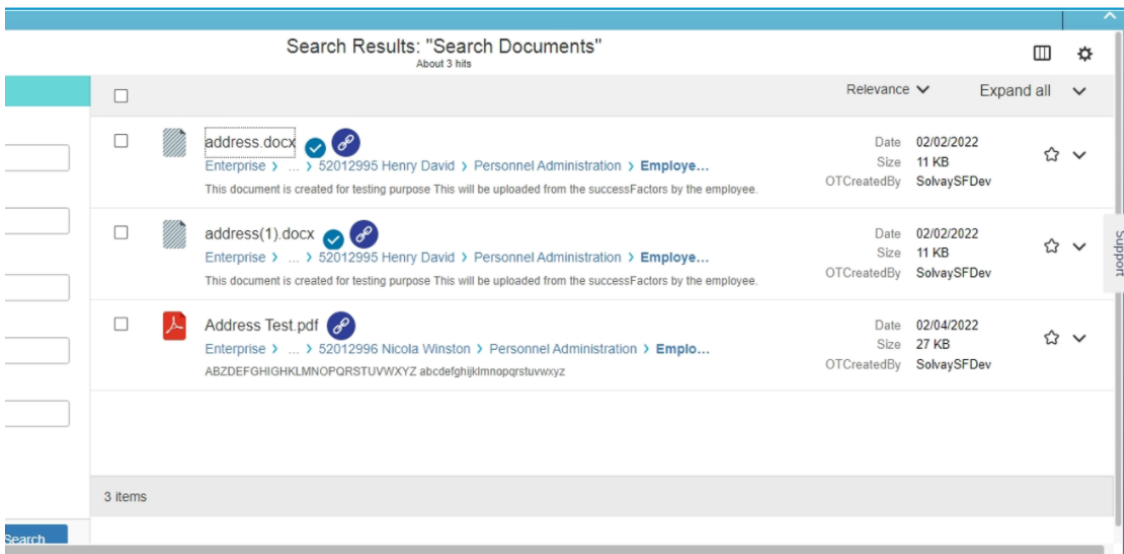 Search Results: "Search Documents"
About 3 hits
Relevance Expand all
address.docx
Enterprise > ... > 52012995 Henry David > Personnel Administration > Employe...
This document is created for testing purpose This will be uploaded from the successFactors by the employee.
Date 02/02/2022
Size 11 KB
OTCreatedBy SolvaySFDev
address(1).docx
Enterprise > ... > 52012995 Henry David > Personnel Administration > Employe...
This document is created for testing purpose This will be uploaded from the successFactors by the employee.
Date 02/02/2022
Size 11 KB
OTCreatedBy SolvaySFDev
Support
Address Test.pdf
Enterprise > ... > 52012996 Nicola Winston > Personnel Administration > Emplo...
ABZDEFGHIGHKLMNOPQRSTUVWXYZ abcdefghijklmnopqrstuvwxyz
Date 02/04/2022
Size 27 KB
OTCreatedBy SolvaySFDev
3 items
Search